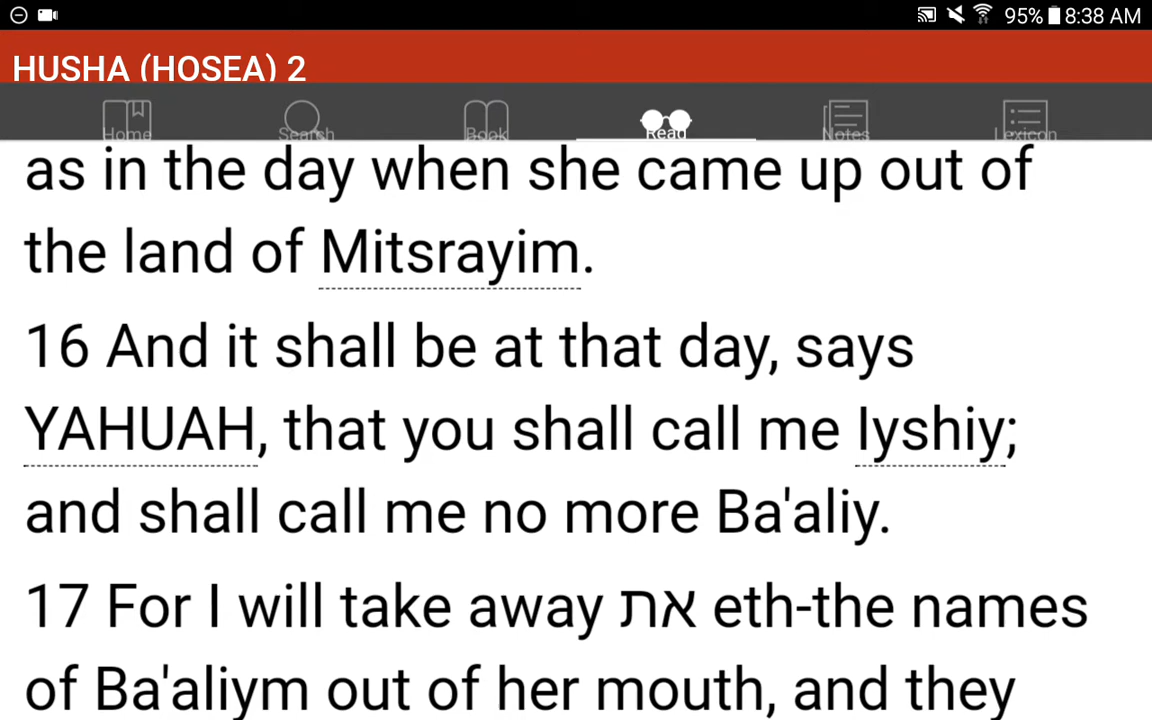 95% 8:38 AM
HUSHA (HOSEA) 2
Home Search Book Read Notes Lexicon
as in the day when she came up out of
the land of Mitsrayim.
16 And it shall be at that day, says
YAHUAH, that you shall call me Iyshiy;
and shall call me no more Ba'aliy.
17 For I will take away את eth-the names
of Ba'aliym out of her mouth, and they